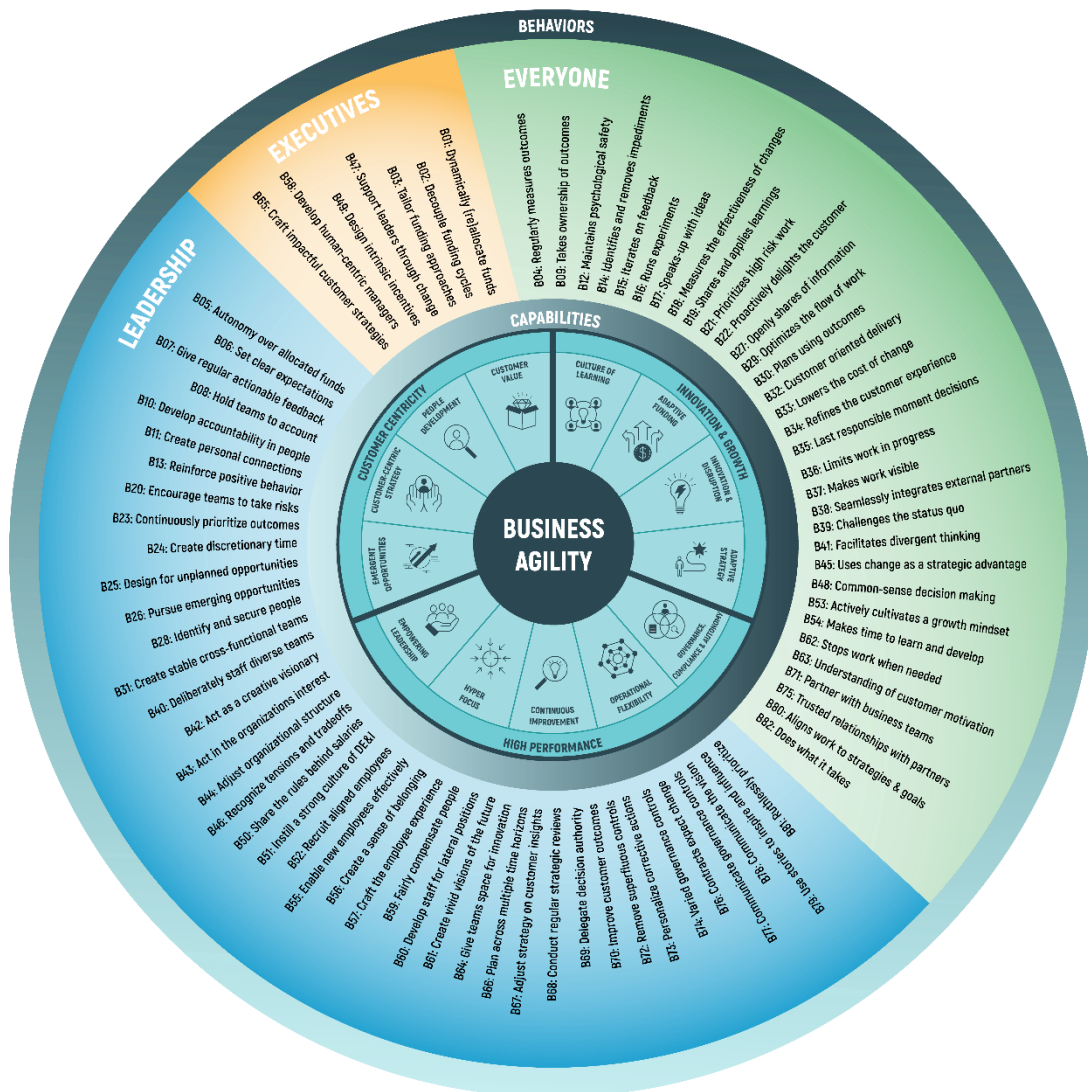 BEHAVIORS
EVERYONE
B04: Regularly measures outcomes
B09: Takes ownership of outcomes
B12: Maintains psychological safety
B14: Identifies and removes impediments
B15: Iterates on feedback
B16: Runs experiments
B17: Speaks-up with ideas
B18: Measures the effectiveness of changes
B19: Shares and applies learnings
B21: Prioritizes high risk work
B22: Proactively delights the customer
B27: Openly shares of information
B29: Optimizes the flow of work
B30: Plans using outcomes
B32: Customer oriented delivery
B33: Lowers the cost of change
B34: Refines the customer experience
B35: Last responsible moment decisions
B36: Limits work in progress
B37: Makes work visible
B38: Seamlessly integrates external partners
B39: Challenges the status quo
B41: Facilitates divergent thinking
B45: Uses change as a strategic advantage
B48: Common-sense decision making
B53: Actively cultivates a growth mindset
B54: Makes time to learn and develop
B62: Stops work when needed
B63: Understanding of customer motivation
B71: Partner with business teams
B75: Trusted relationships with partners
B80: Aligns work to strategies & goals
B82: Does what it takes
LEADERSHIP
B05: Autonomy over allocated funds
B06: Set clear expectations
B07: Give regular actionable feedback
B08: Hold teams to account
B10: Develop accountability in people
B11: Create personal connections
B13: Reinforce positive behavior
B20: Encourage teams to take risks
B23: Continuously prioritize outcomes
B24: Create discretionary time
B25: Design for unplanned opportunities
B26: Pursue emerging opportunities
B28: Identify and secure people
B31: Create stable cross-functional teams
B40: Deliberately staff diverse teams
B42: Act as a creative visionary
B43: Act in the organizations interest
B44: Adjust organizational structure
B46: Recognize tensions and tradeoffs
B50: Share the rules behind salaries
B51: Instill a strong culture of DE&I
B52: Recruit aligned employees
B55: Enable new employees effectively
B56: Create a sense of belonging
B57: Craft the employee experience
B59: Fairly compensate people
B60: Develop staff for lateral positions
B61: Create vivid visions of the future
B64: Give teams space for innovation
B66: Plan across multiple time horizons
B67: Adjust strategy on customer insights
B68: Conduct regular strategic reviews
B69: Delegate decision authority
B70: Improve customer outcomes
B72: Remove superfluous controls
B73: Personalize corrective actions
B74: Varied governance controls
B76: Contracts expect change
B77: Communicate governance controls
B78: Communicate the vision
B79: Use stories to inspire and influence
B81: Ruthlessly prioritize
EXECUTIVES
B65: Craft impactful customer strategies
B58: Develop human-centric managers
B49: Design intrinsic incentives
B47: Support leaders through change
B03: Tailor funding approaches
B02: Decouple funding cycles
B01: Dynamically (re)allocate funds
CAPABILITIES
CUSTOMER CENTRICITY
EMERGENT
OPPORTUNITIES
CUSTOMER-CENTRIC
STRATEGY
PEOPLE
DEVELOPMENT
CUSTOMER
VALUE
INNOVATION & GROWTH
CULTURE OF
LEARNING
ADAPTIVE
FUNDING
INNOVATION &
DISRUPTION
ADAPTIVE
STRATEGY
HIGH PERFORMANCE
GOVERNANCE,
COMPLIANCE & AUTONOMY
OPERATIONAL
FLEXIBILITY
CONTINUOUS
IMPROVEMENT
HYPER
FOCUS
EMPOWERING
LEADERSHIP
BUSINESS
AGILITY